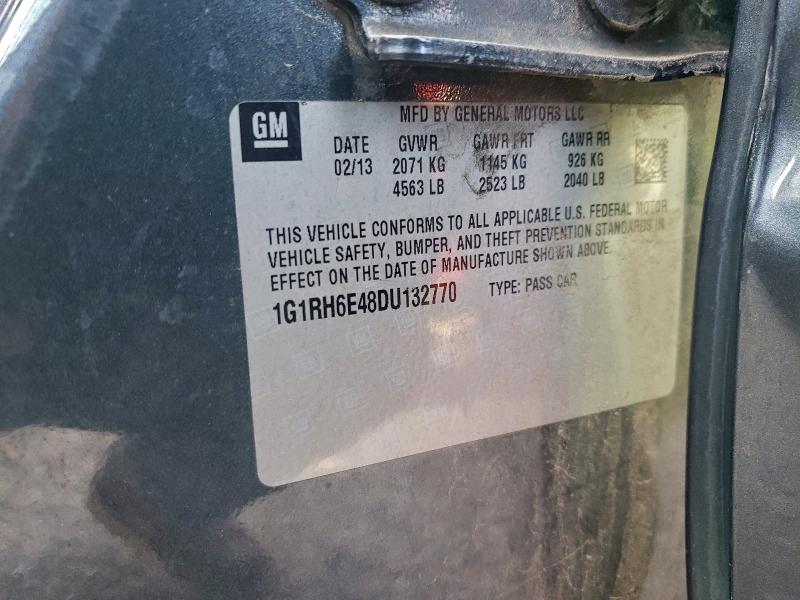 GM
MFD BY GENERAL MOTORS LLC
DATE GVWR GAWR FRT GAWR RR
02/13 2071 KG 1145 KG 926 KG
4563 LB 2523 LB 2040 LB
THIS VEHICLE CONFORMS TO ALL APPLICABLE U.S. FEDERAL MOTOR
VEHICLE SAFETY, BUMPER, AND THEFT PREVENTION STANDARDS IN
EFFECT ON THE DATE OF MANUFACTURE SHOWN ABOVE.
1G1RH6E48DU132770 TYPE: PASS CAR